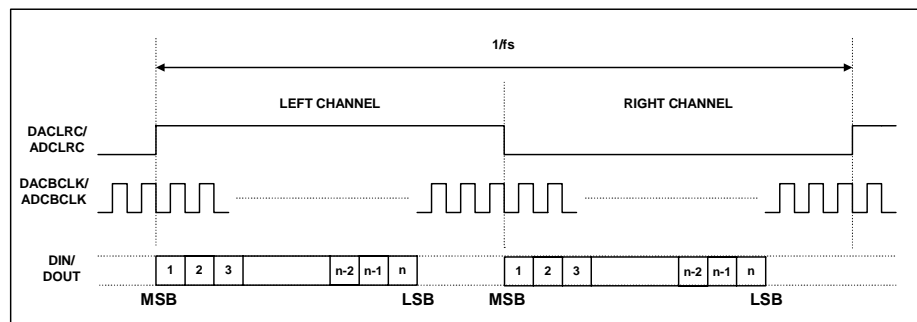 1/fs
LEFT CHANNEL RIGHT CHANNEL
DACLRC/
ADCLRC
DACBCLK/
ADCBCLK
DIN/
DOUT
1 2 3 n-2 n-1 n 1 2 3 n-2 n-1 n
MSB LSB MSB LSB